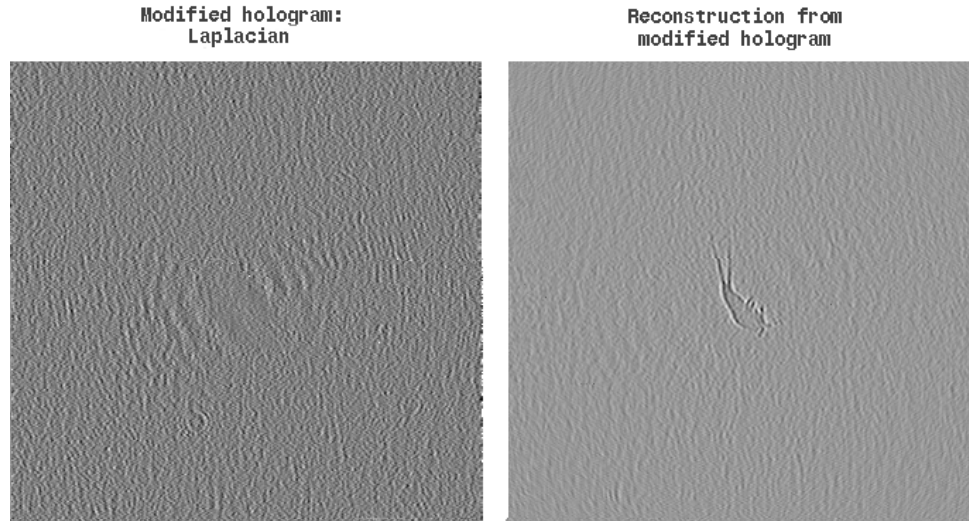 Modified hologram:
Laplacian
Reconstruction from
modified hologram